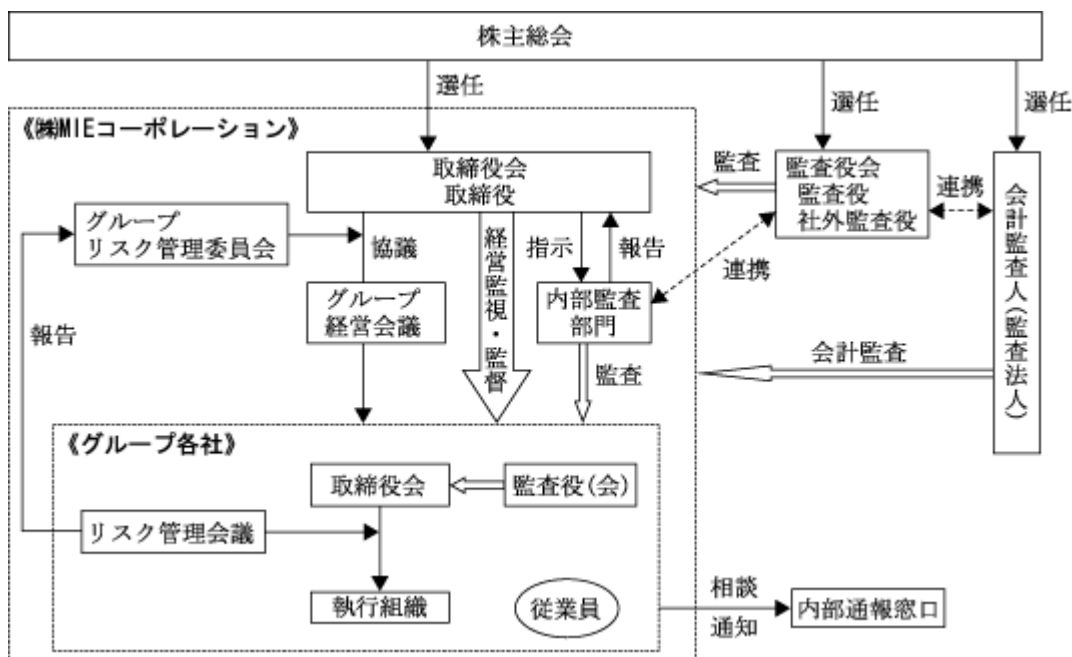 株主総会
選任
選任
選任
《㈱MIEコーポレーション》
取締役会
取締役
監査
監査役会
監査役
社外監査役
連携
会計監査人(監査法人)
グループ
リスク管理委員会
協議
経営監視・監督
指示
報告
連携
グループ
経営会議
内部監査
部門
報告
監査
会計監査
《グループ各社》
取締役会
監査役(会)
リスク管理会議
執行組織
従業員
相談
通知
内部通報窓口